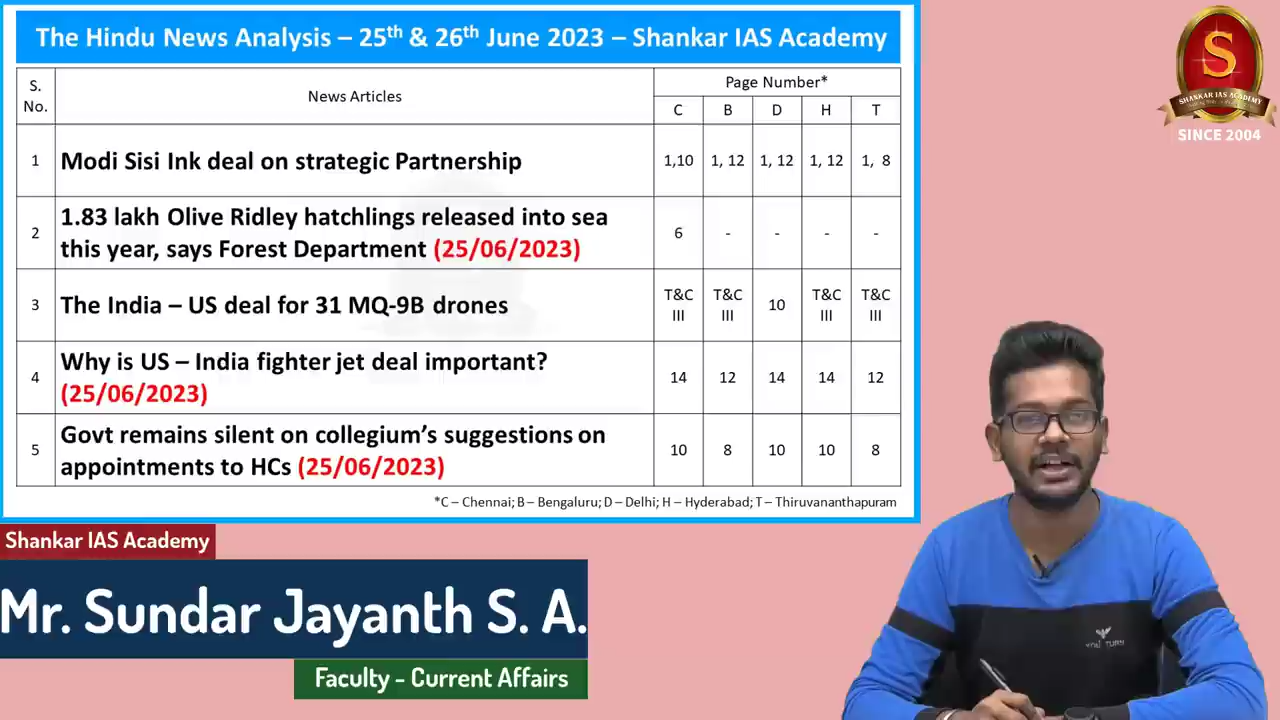 The Hindu News Analysis – 25th & 26th June 2023 – Shankar IAS Academy
S. No.
News Articles
Page Number*
C B D H T
1 Modi Sisi Ink deal on strategic Partnership 1,10 1, 12 1, 12 1, 12 1, 8
2 1.83 lakh Olive Ridley hatchlings released into sea
this year, says Forest Department (25/06/2023) 6 - - - -
3 The India – US deal for 31 MQ-9B drones T&C III T&C III 10 T&C III T&C III
4 Why is US – India fighter jet deal important?
(25/06/2023) 14 12 14 14 12
5 Govt remains silent on collegium’s suggestions on
appointments to HCs (25/06/2023) 10 8 10 10 8
*C – Chennai; B – Bengaluru; D – Delhi; H – Hyderabad; T – Thiruvananthapuram
S
SHANKAR IAS ACADEMY
SINCE 2004
Shankar IAS Academy
Mr. Sundar Jayanth S. A.
Faculty - Current Affairs